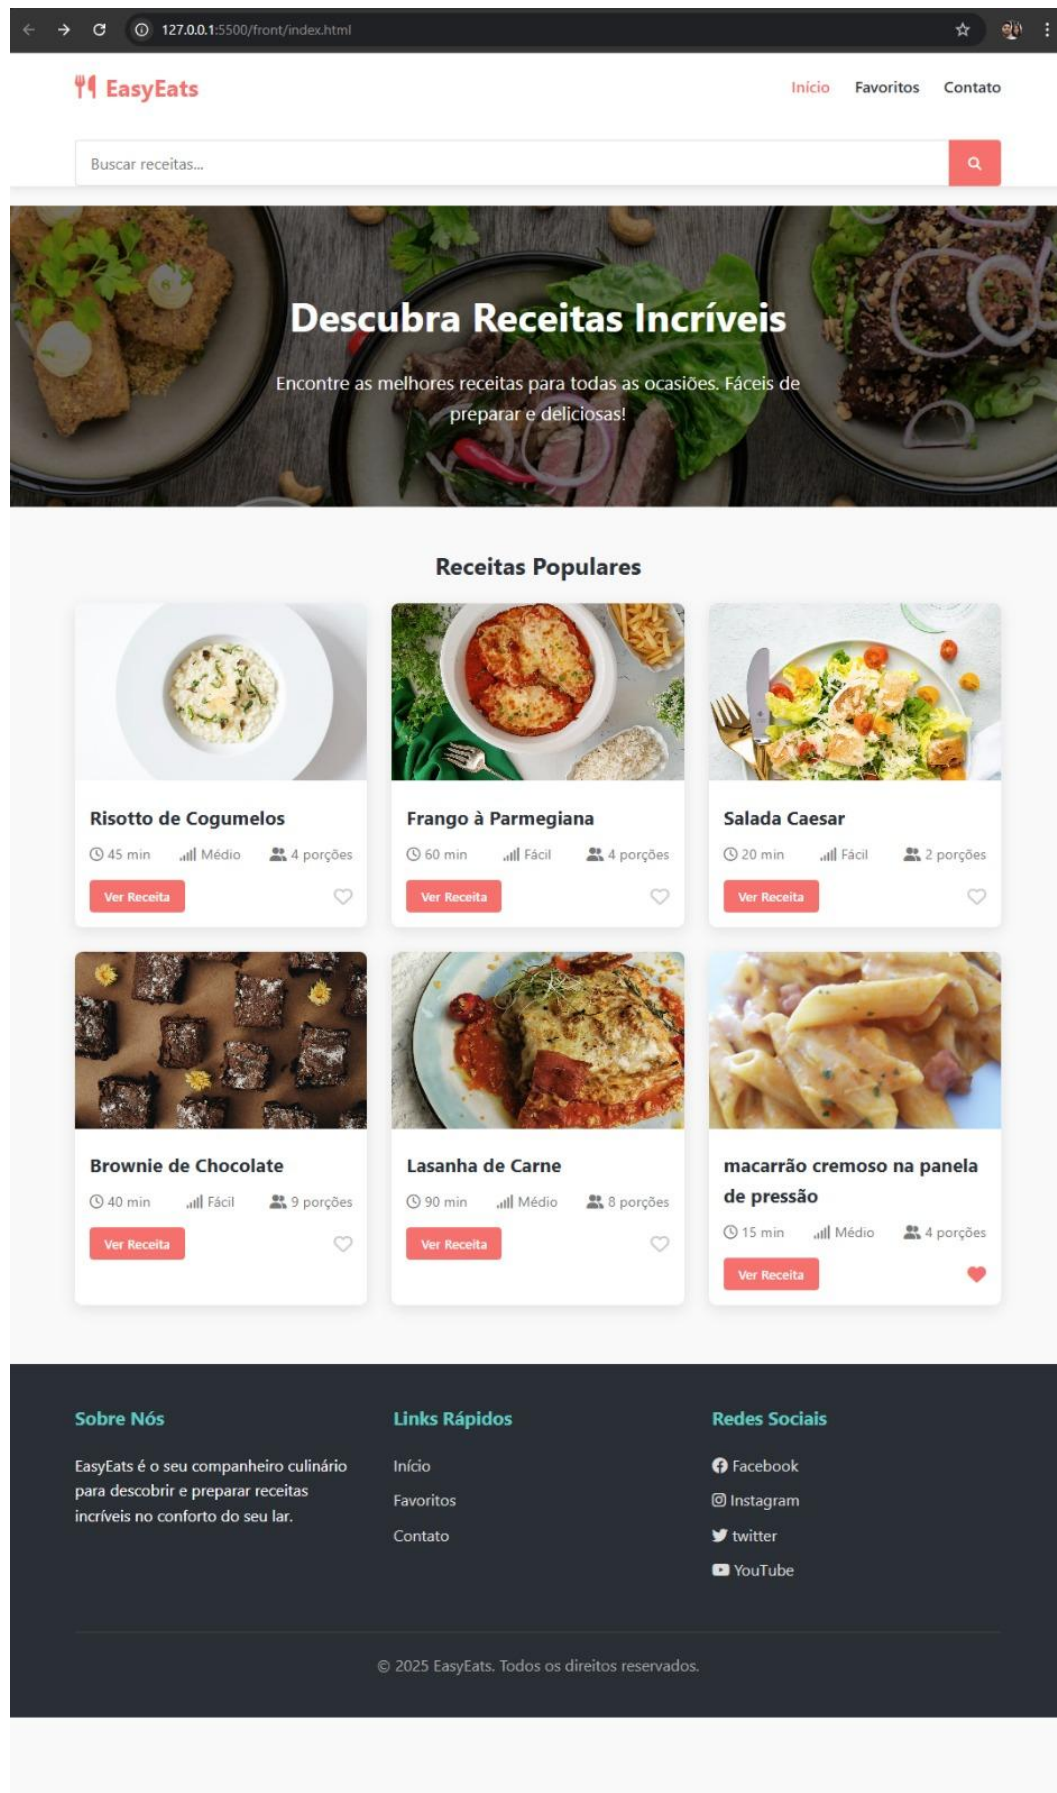 127.0.0.1:5500/front/index.html
EasyEats
Início Favoritos Contato
Buscar receitas...
Descubra Receitas Incríveis
Encontre as melhores receitas para todas as ocasiões. Fáceis de
preparar e deliciosas!
Receitas Populares
Risotto de Cogumelos
45 min Médio 4 porções
Ver Receita
Frango à Parmegiana
60 min Fácil 4 porções
Ver Receita
Salada Caesar
20 min Fácil 2 porções
Ver Receita
Brownie de Chocolate
40 min Fácil 9 porções
Ver Receita
Lasanha de Carne
90 min Médio 8 porções
Ver Receita
macarrão cremoso na panela
de pressão
15 min Médio 4 porções
Ver Receita
Sobre Nós
EasyEats é o seu companheiro culinário
para descobrir e preparar receitas
incríveis no conforto do seu lar.
Links Rápidos
Início
Favoritos
Contato
Redes Sociais
Facebook
Instagram
twitter
YouTube
© 2025 EasyEats. Todos os direitos reservados.